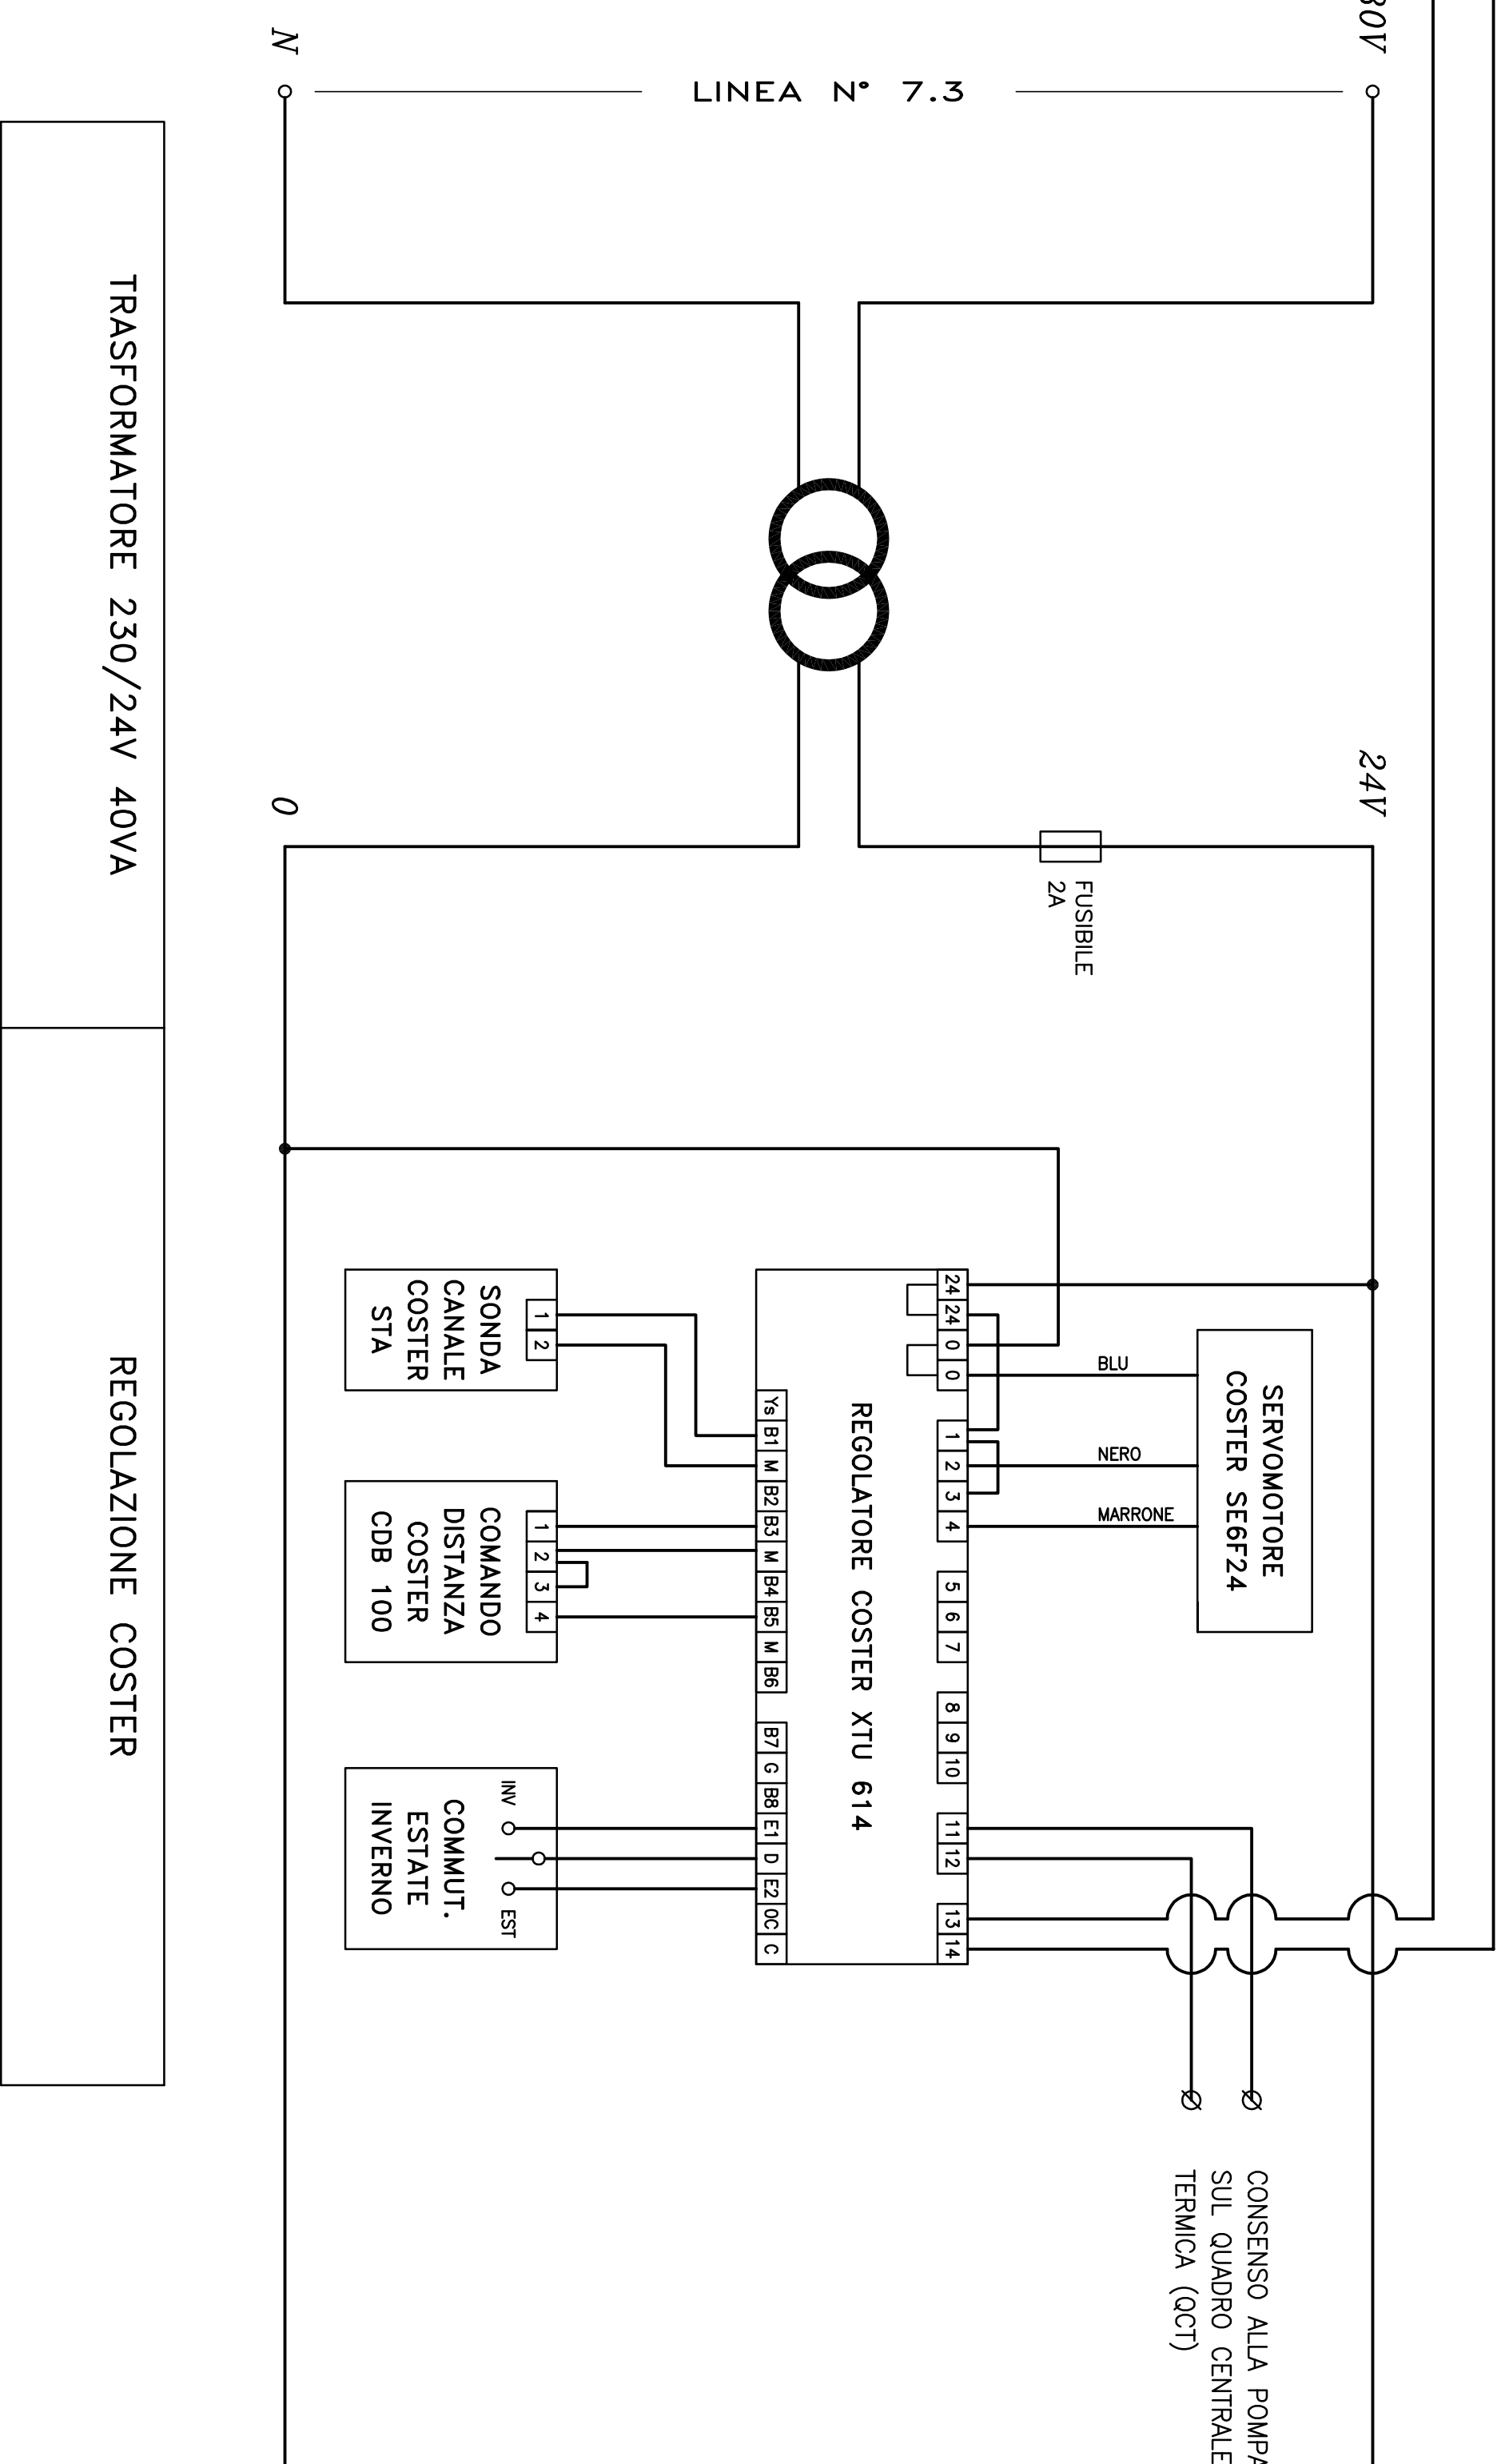 30V
N
LINEA N° 7.3
24V
0
FUSIBILE
2A
SERVOMOTORE
COSTER SE6F24
BLU
NERO
MARRONE
24 24 0 0 1 2 3 4 5 6 7 8 9 10 11 12 13 14
REGOLATORE COSTER XTU 614
Ys B1 M B2 B3 M B4 B5 M B6 B7 G B8 E1 D E2 OC C
1 2
SONDA
CANALE
COSTER
STA
1 2 3 4
COMANDO
DISTANZA
COSTER
CDB 100
INV
EST
COMMUT.
ESTATE
INVERNO
CONSENSO ALLA POMPA
SUL QUADRO CENTRALE
TERMICA (QCT)
TRASFORMATORE 230/24V 40VA
REGOLAZIONE COSTER